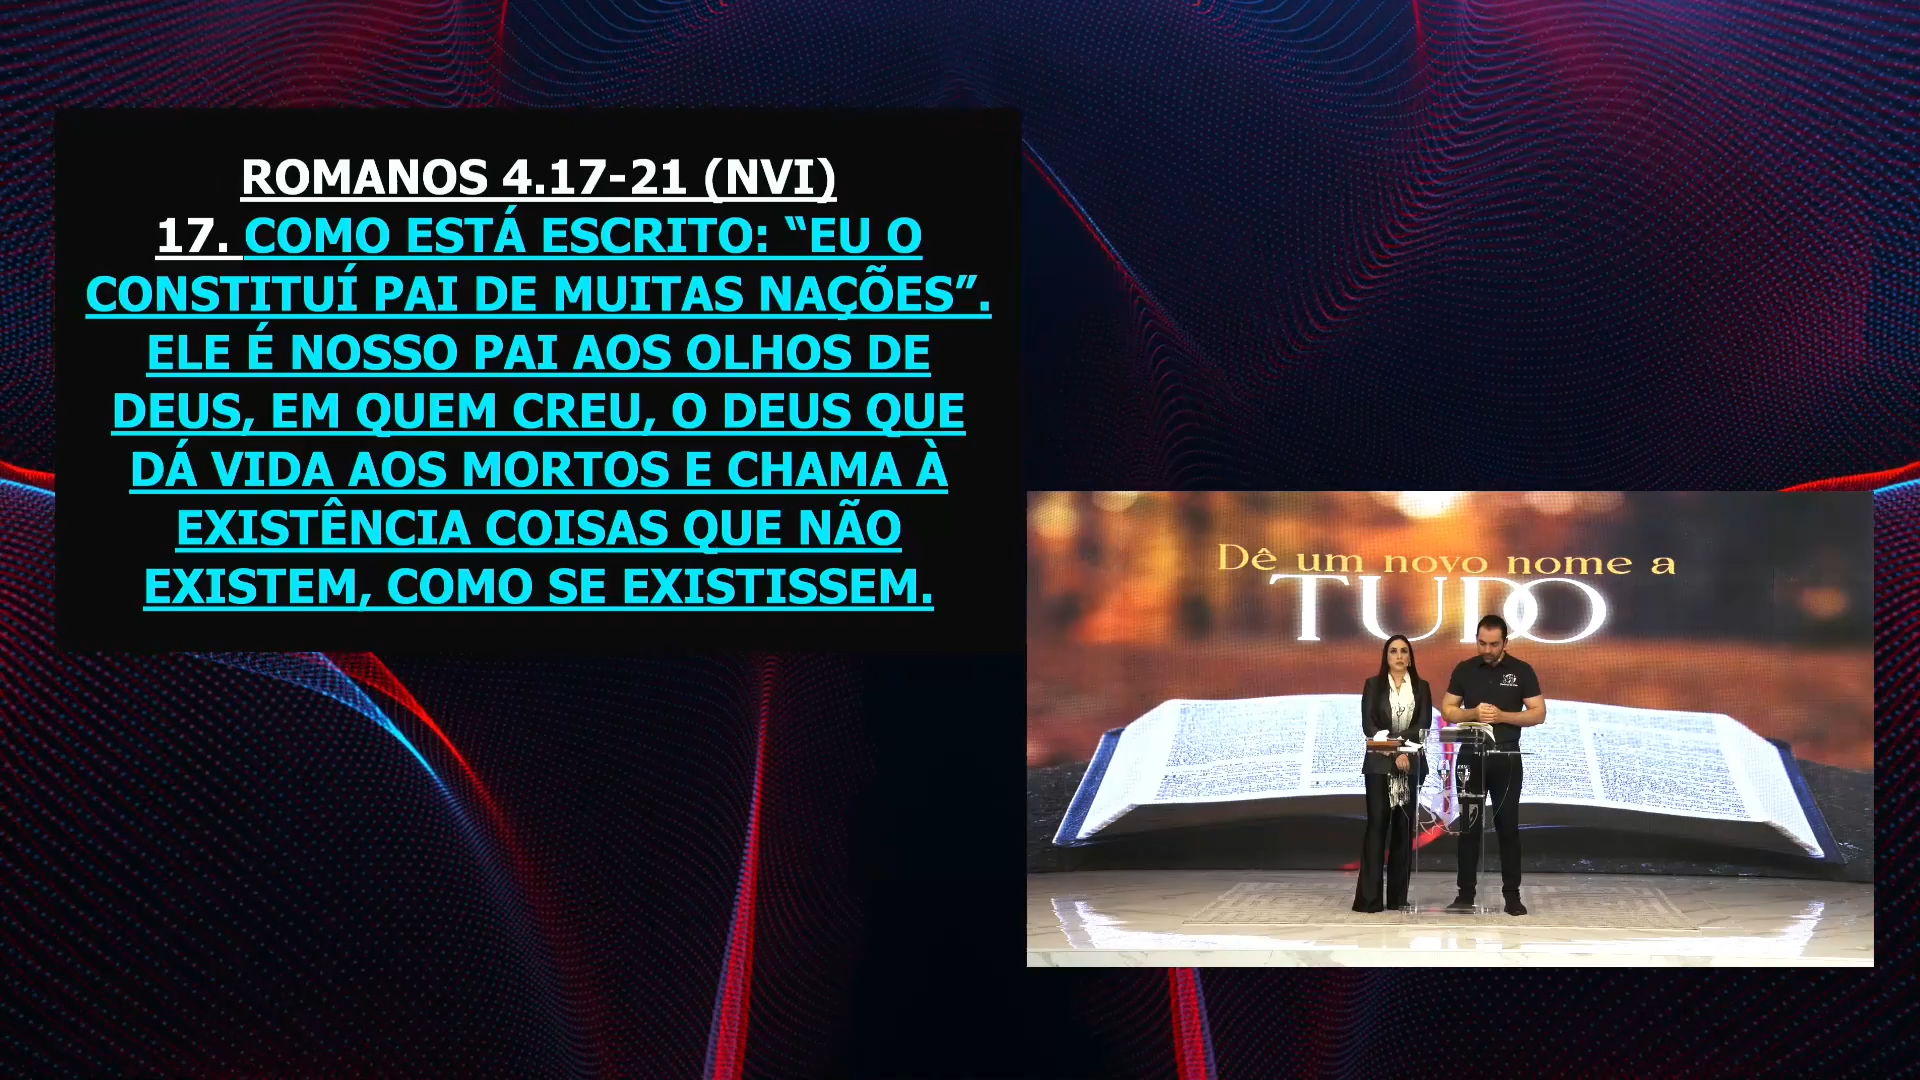 ROMANOS 4.17-21 (NVI)
17. COMO ESTÁ ESCRITO: “EU O
CONSTITUÍ PAI DE MUITAS NAÇÕES”.
ELE É NOSSO PAI AOS OLHOS DE
DEUS, EM QUEM CREU, O DEUS QUE
DÁ VIDA AOS MORTOS E CHAMA À
EXISTÊNCIA COISAS QUE NÃO
EXISTEM, COMO SE EXISTISSEM.
Dê um novo nome a
TUDO